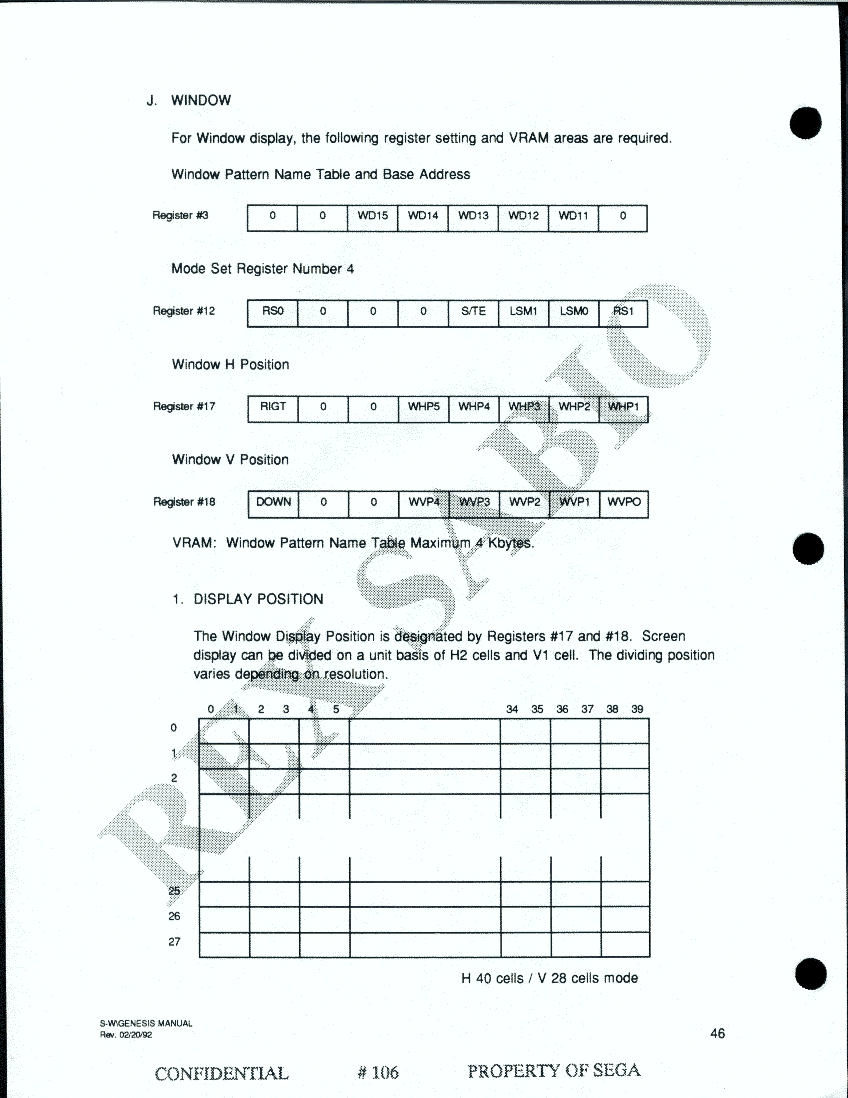 J. WINDOW
For Window display, the following register setting and VRAM areas are required.
Window Pattern Name Table and Base Address
Register #3 0 0 WD15 WD14 WD13 WD12 WD11 0
Mode Set Register Number 4
Register #12 RS0 0 0 0 S/TE LSM1 LSM0 RS1
Window H Position
Register #17 RIGT 0 0 WHP5 WHP4 WHP3 WHP2 WHP1
Window V Position
Register #18 DOWN 0 0 WVP4 WVP3 WVP2 WVP1 WVPO
VRAM: Window Pattern Name Table Maximum 4 Kbytes.
1. DISPLAY POSITION
The Window Display Position is designated by Registers #17 and #18. Screen
display can be divided on a unit basis of H2 cells and V1 cell. The dividing position
varies depending on resolution.
0 1 2 3 4 5 34 35 36 37 38 39
0
1
2
25
26
27
H 40 cells / V 28 cells mode
REX SABIO
S-W\GENESIS MANUAL
Rev. 02/20/92
46
CONFIDENTIAL # 106 PROPERTY OF SEGA